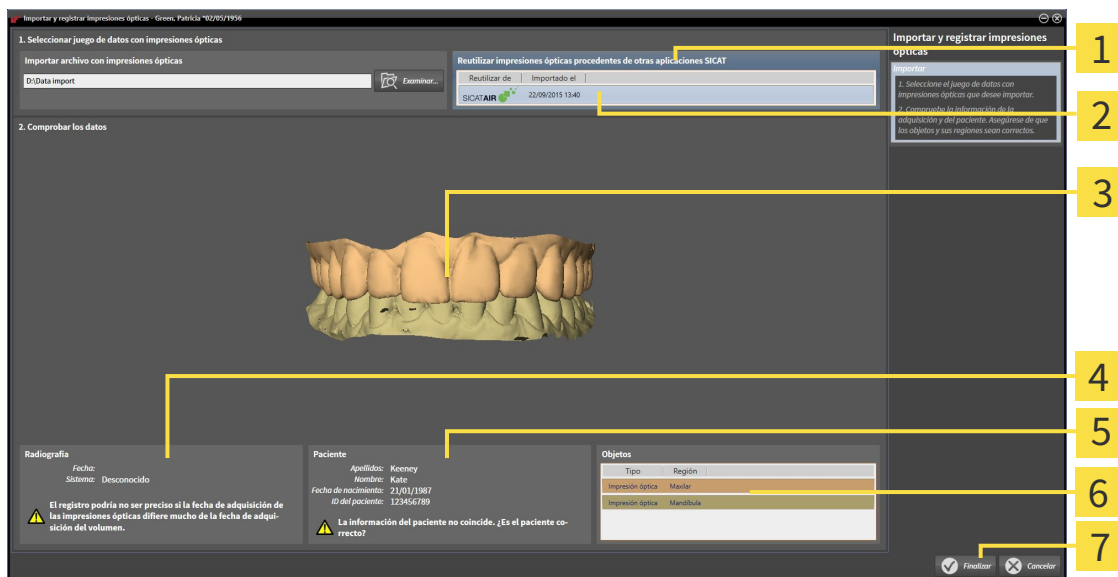 Importar y registrar impresiones ópticas - Green, Patricia *02/05/1956
1. Seleccionar juego de datos con impresiones ópticas
Importar archivo con impresiones ópticas
D:\Data import
Examinar...
Reutilizar impresiones ópticas procedentes de otras aplicaciones SICAT
Reutilizar de
Importado el
SICATAIR
22/09/2015 13:40
Importar y registrar impresiones
ópticas
Importar
1. Seleccione el juego de datos con
impresiones ópticas que desee importar.
2. Compruebe la información de la
adquisición y del paciente. Asegúrese de que
los objetos y sus regiones sean correctos.
1
2
2. Comprobar los datos
3
4
5
Radiografía
Fecha:
Sistema: Desconocido
El registro podría no ser preciso si la fecha de adquisición de
las impresiones ópticas difiere mucho de la fecha de adqui-
sición del volumen.
Paciente
Apellidos: Keeney
Nombre: Kate
Fecha de nacimiento: 21/01/1987
ID del paciente: 123456789
La información del paciente no coincide. ¿Es el paciente co-
rrecto?
Objetos
Tipo
Región
Impresión óptica
Maxilar
Impresión óptica
Mandíbula
6
7
Finalizar
Cancelar